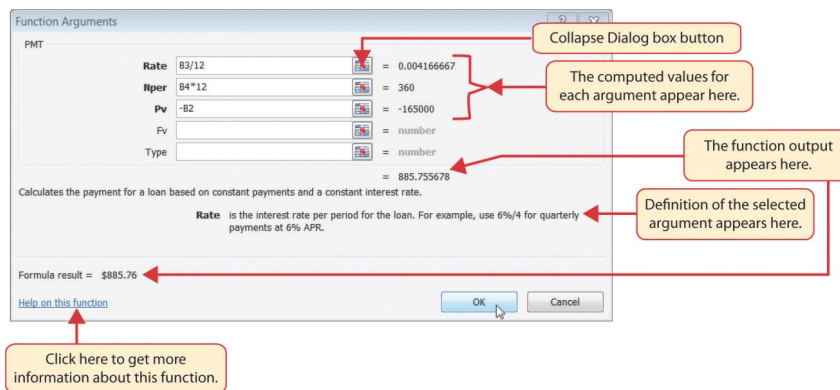 Function Arguments
Collapse Dialog box button
PMT
Rate B3/12 = 0.004166667
Nper B4*12 = 360
Pv -B2 = -165000
Fv = number
Type = number
The computed values for
each argument appear here.
= 885.755678
The function output
appears here.
Calculates the payment for a loan based on constant payments and a constant interest rate.
Rate is the interest rate per period for the loan. For example, use 6%/4 for quarterly
payments at 6% APR.
Definition of the selected
argument appears here.
Formula result = $885.76
Help on this function
OK
Cancel
Click here to get more
information about this function.